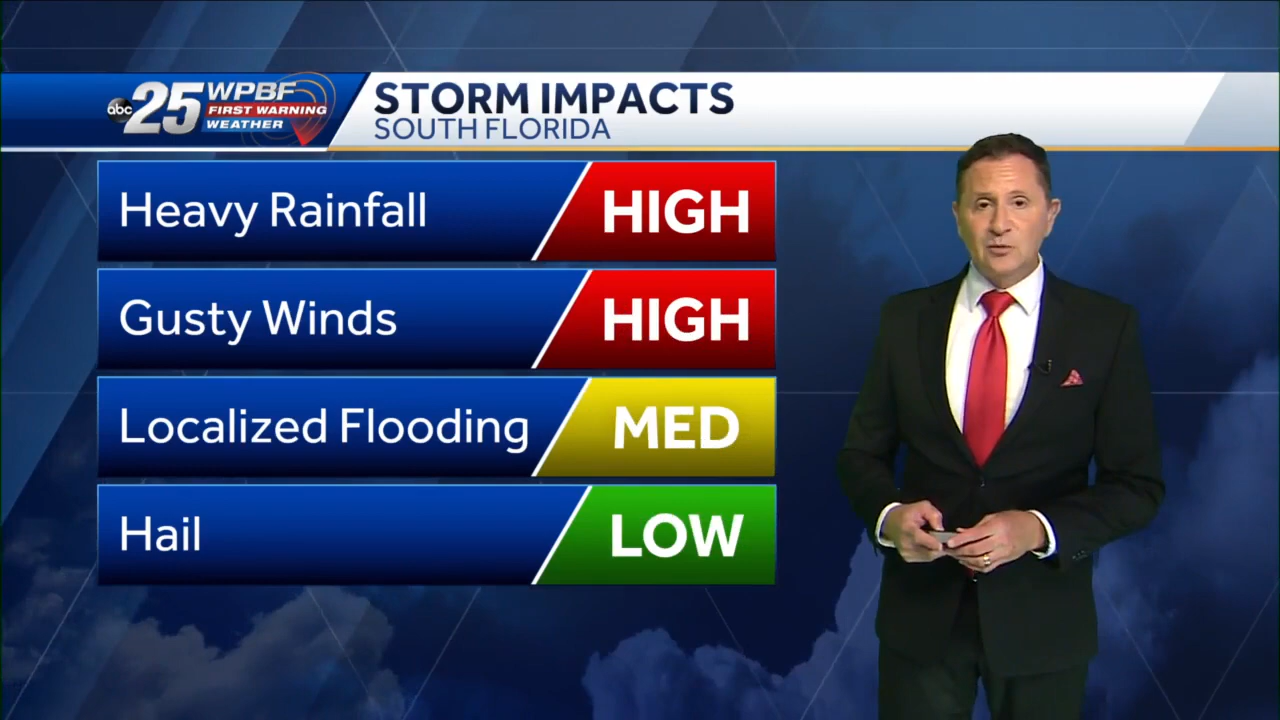 abc 25 WPBF
FIRST WARNING
WEATHER
STORM IMPACTS
SOUTH FLORIDA
Heavy Rainfall HIGH
Gusty Winds HIGH
Localized Flooding MED
Hail LOW